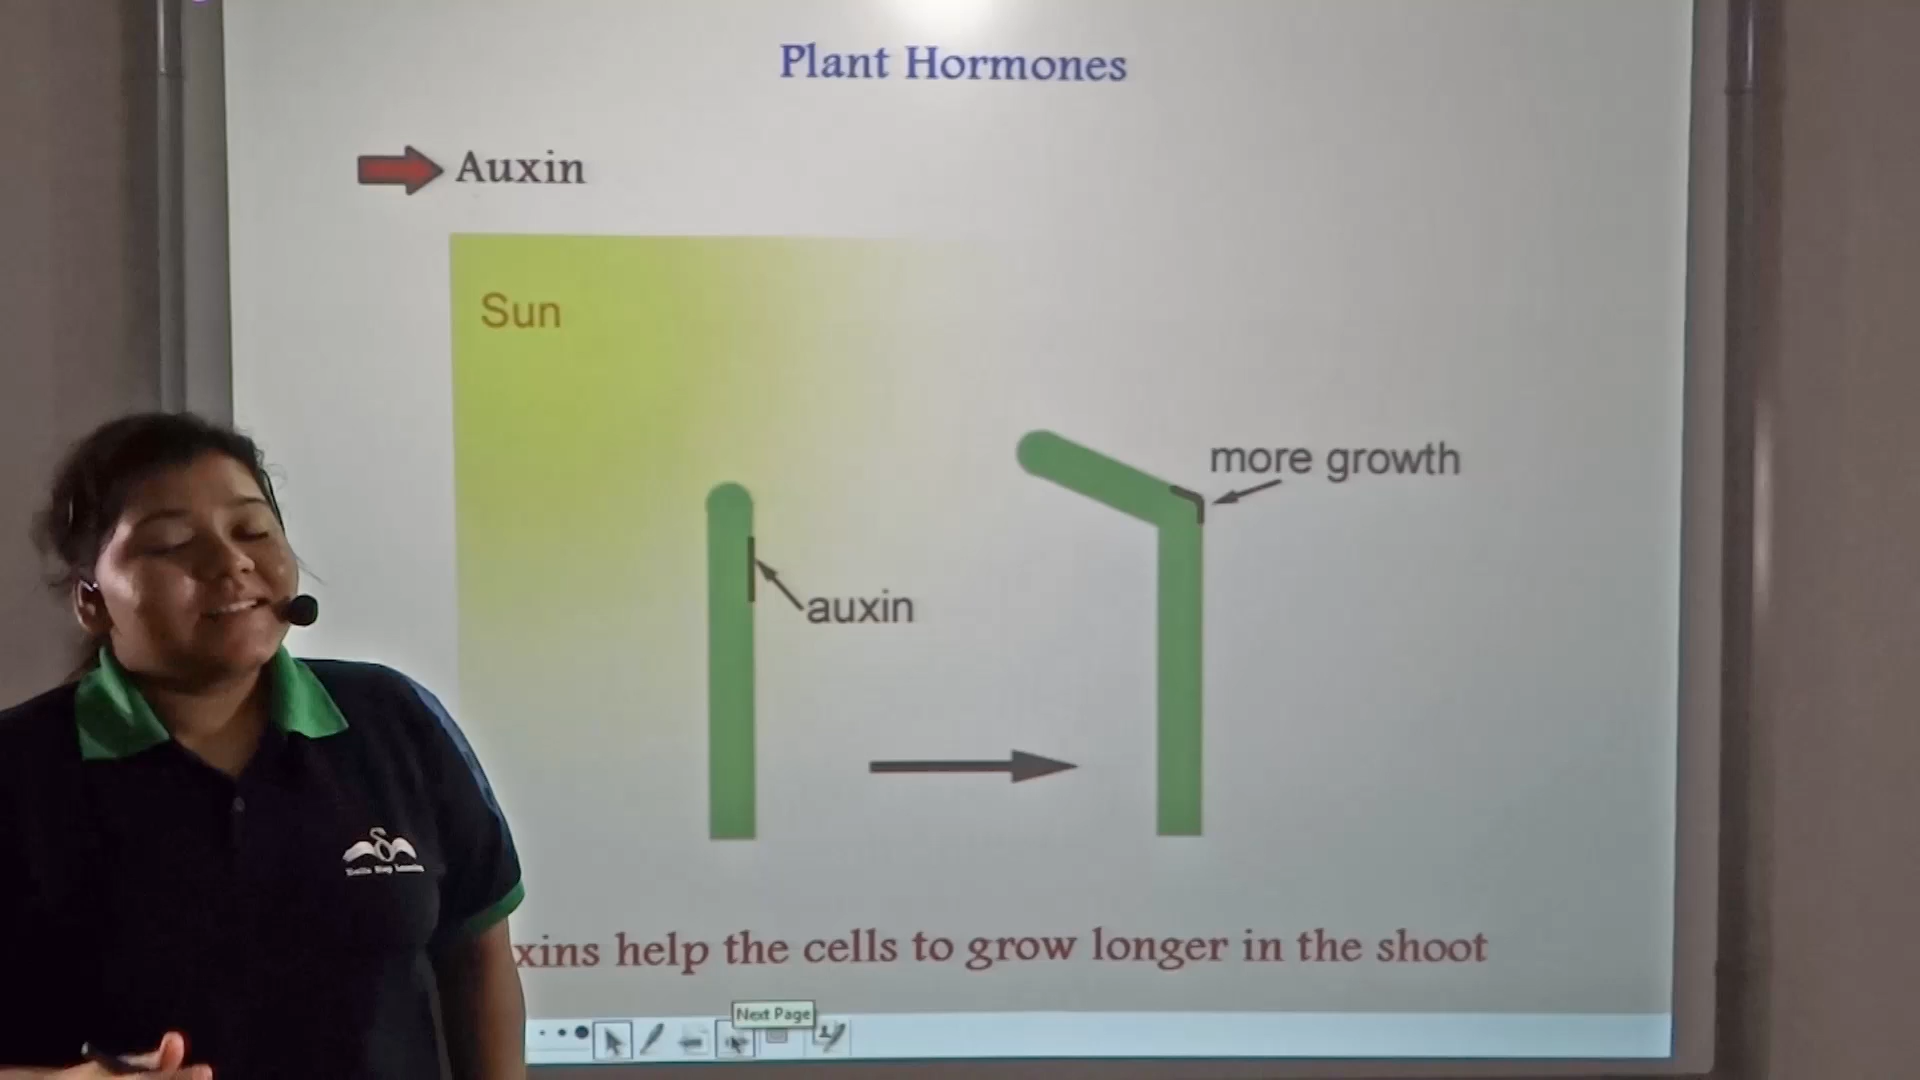 Plant Hormones
Auxin
Sun
more growth
auxin
xins help the cells to grow longer in the shoot
Next Page